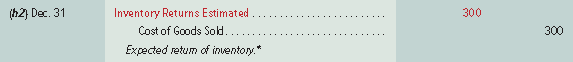 (b2) Dec. 31 Inventory Returns Estimated . . . . . . . . . . . . . . . . . . . . . . . . . 300
Cost of Goods Sold . . . . . . . . . . . . . . . . . . . . . . . . . . . . . 300
Expected return of inventory.*